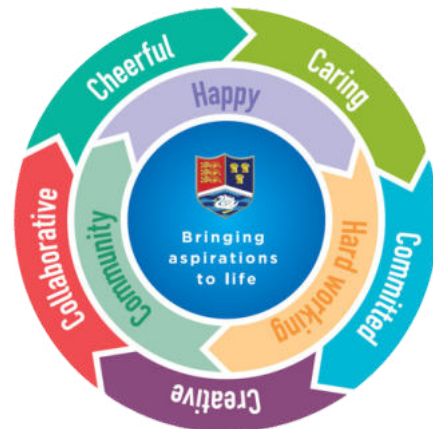 Cheerful
Caring
Committed
Creative
Collaborative
Happy
Hard working
Community
Bringing
aspirations
to life